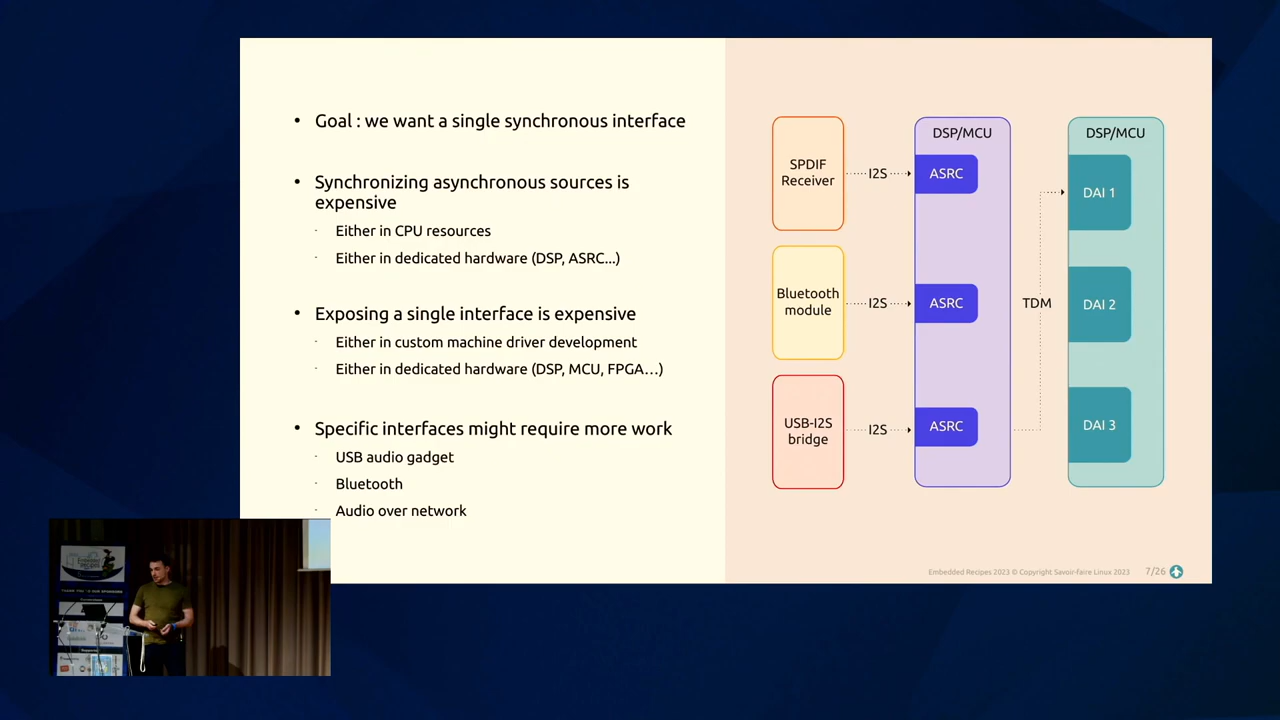 Goal : we want a single synchronous interface
Synchronizing asynchronous sources is
expensive
Either in CPU resources
Either in dedicated hardware (DSP, ASRC...)
Exposing a single interface is expensive
Either in custom machine driver development
Either in dedicated hardware (DSP, MCU, FPGA…)
Specific interfaces might require more work
USB audio gadget
Bluetooth
Audio over network
SPDIF
Receiver
I2S
DSP/MCU
ASRC
DSP/MCU
DAI 1
Bluetooth
module
I2S
ASRC
TDM
DAI 2
USB-I2S
bridge
I2S
ASRC
DAI 3
Embedded Recipes 2023 © Copyright Savoir-faire Linux 2023
7/26